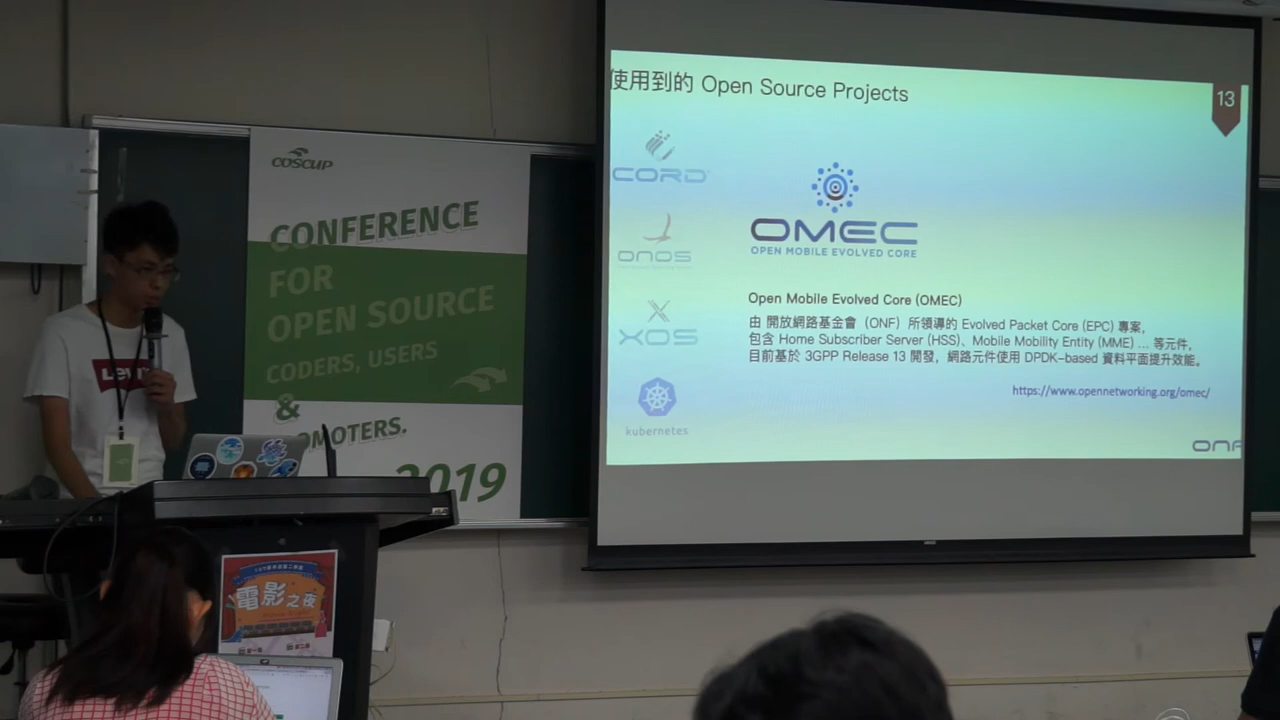 COSCUP
CONFERENCE
FOR
OPEN SOURCE
CODERS, USERS
&
OMOTERS.
2019
Levi's
使用到的 Open Source Projects
13
CORD
ONOS
XOS
kubernetes
OMEC
OPEN MOBILE EVOLVED CORE
Open Mobile Evolved Core (OMEC)
由 開放網路基金會（ONF）所領導的 Evolved Packet Core (EPC) 專案,
包含 Home Subscriber Server (HSS)、Mobile Mobility Entity (MME) ... 等元件,
目前基於 3GPP Release 13 開發，網路元件使用 DPDK-based 資料平面提升效能。
https://www.opennetworking.org/omec/
ONF
電影之夜